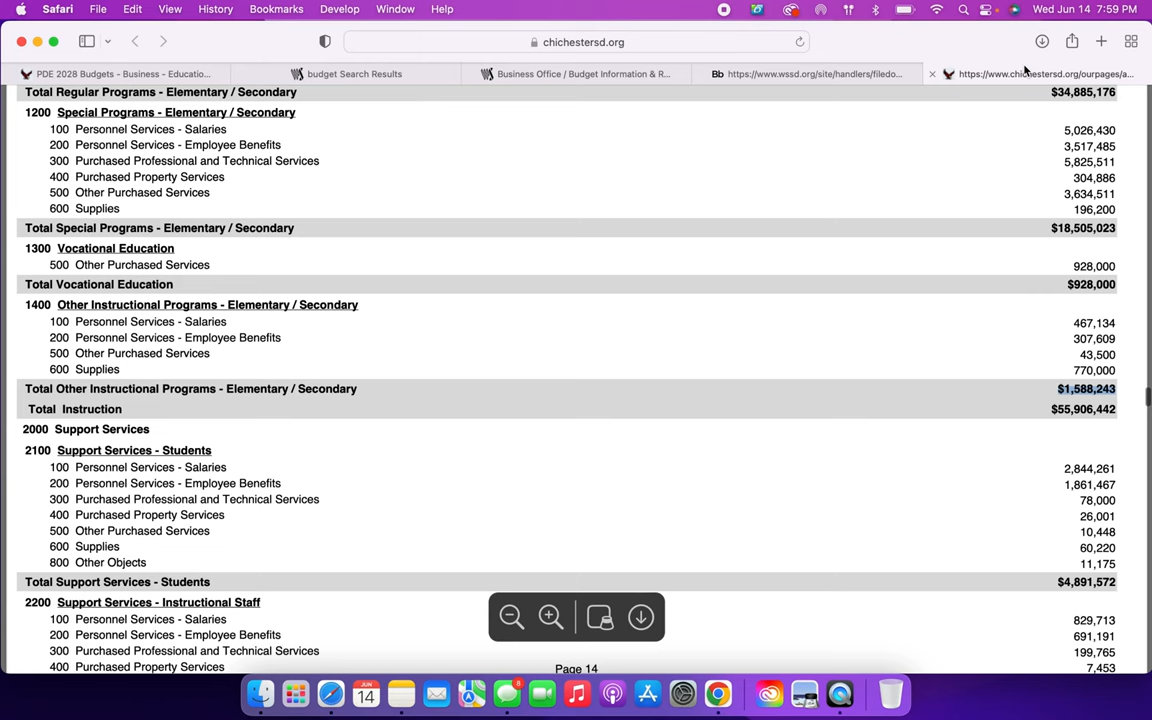 Safari File Edit View History Bookmarks Develop Window Help Wed Jun 14 7:59 PM
chichestersd.org
PDE 2028 Budgets - Business - Educatio... budget Search Results Business Office / Budget Information & R... Bb https://www.wssd.org/site/handlers/filedo... https://www.chichestersd.org/ourpages/a...
Total Regular Programs - Elementary / Secondary $34,885,176
1200 Special Programs - Elementary / Secondary
100 Personnel Services - Salaries 5,026,430
200 Personnel Services - Employee Benefits 3,517,485
300 Purchased Professional and Technical Services 5,825,511
400 Purchased Property Services 304,886
500 Other Purchased Services 3,634,511
600 Supplies 196,200
Total Special Programs - Elementary / Secondary $18,505,023
1300 Vocational Education
500 Other Purchased Services 928,000
Total Vocational Education $928,000
1400 Other Instructional Programs - Elementary / Secondary
100 Personnel Services - Salaries 467,134
200 Personnel Services - Employee Benefits 307,609
500 Other Purchased Services 43,500
600 Supplies 770,000
Total Other Instructional Programs - Elementary / Secondary $1,588,243
Total Instruction $55,906,442
2000 Support Services
2100 Support Services - Students
100 Personnel Services - Salaries 2,844,261
200 Personnel Services - Employee Benefits 1,861,467
300 Purchased Professional and Technical Services 78,000
400 Purchased Property Services 26,001
500 Other Purchased Services 10,448
600 Supplies 60,220
800 Other Objects 11,175
Total Support Services - Students $4,891,572
2200 Support Services - Instructional Staff
100 Personnel Services - Salaries 829,713
200 Personnel Services - Employee Benefits 691,191
300 Purchased Professional and Technical Services 199,765
400 Purchased Property Services 7,453
Page 14
JUN
14
8